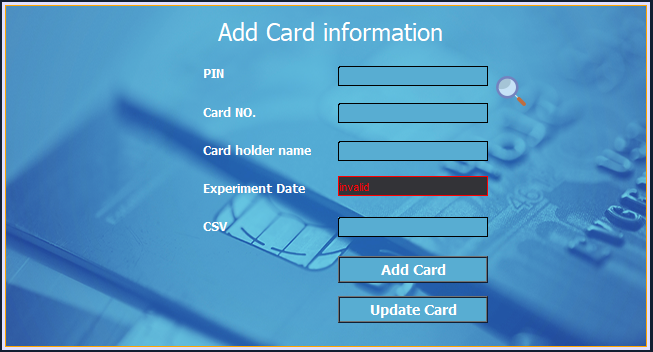 Add Card information
PIN
Card NO.
Card holder name
Experiment Date
invalid
CSV
Add Card
Update Card